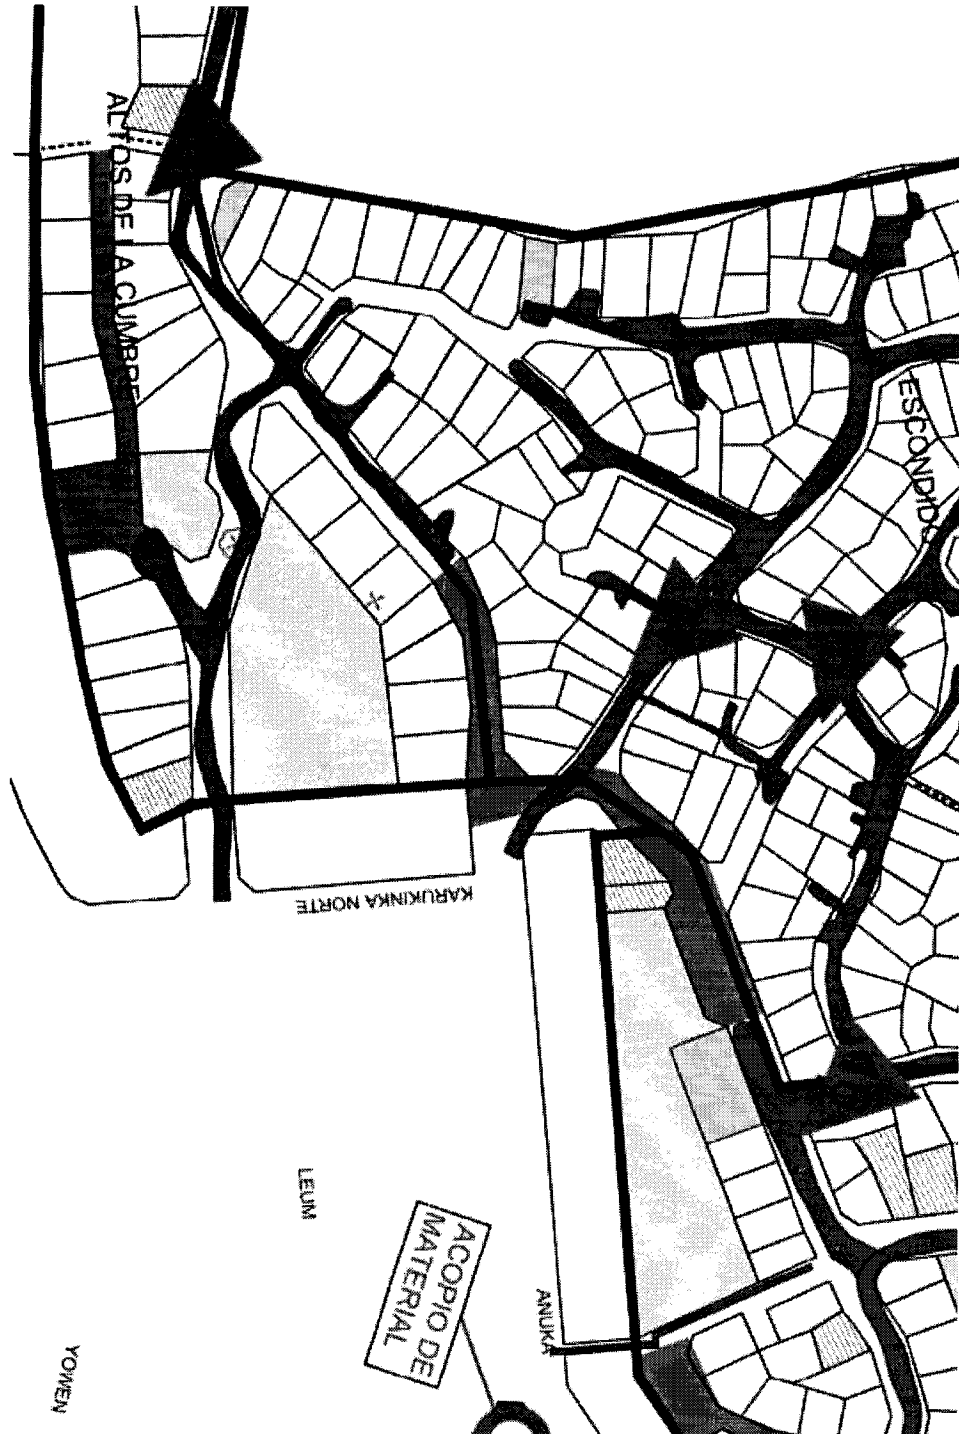 ALTOS DE LA CUMBRE
ESCONDIDO
KARUKINKA NORTE
LEUM
ACOPIO DE
MATERIAL
ANUKA
YOWEN